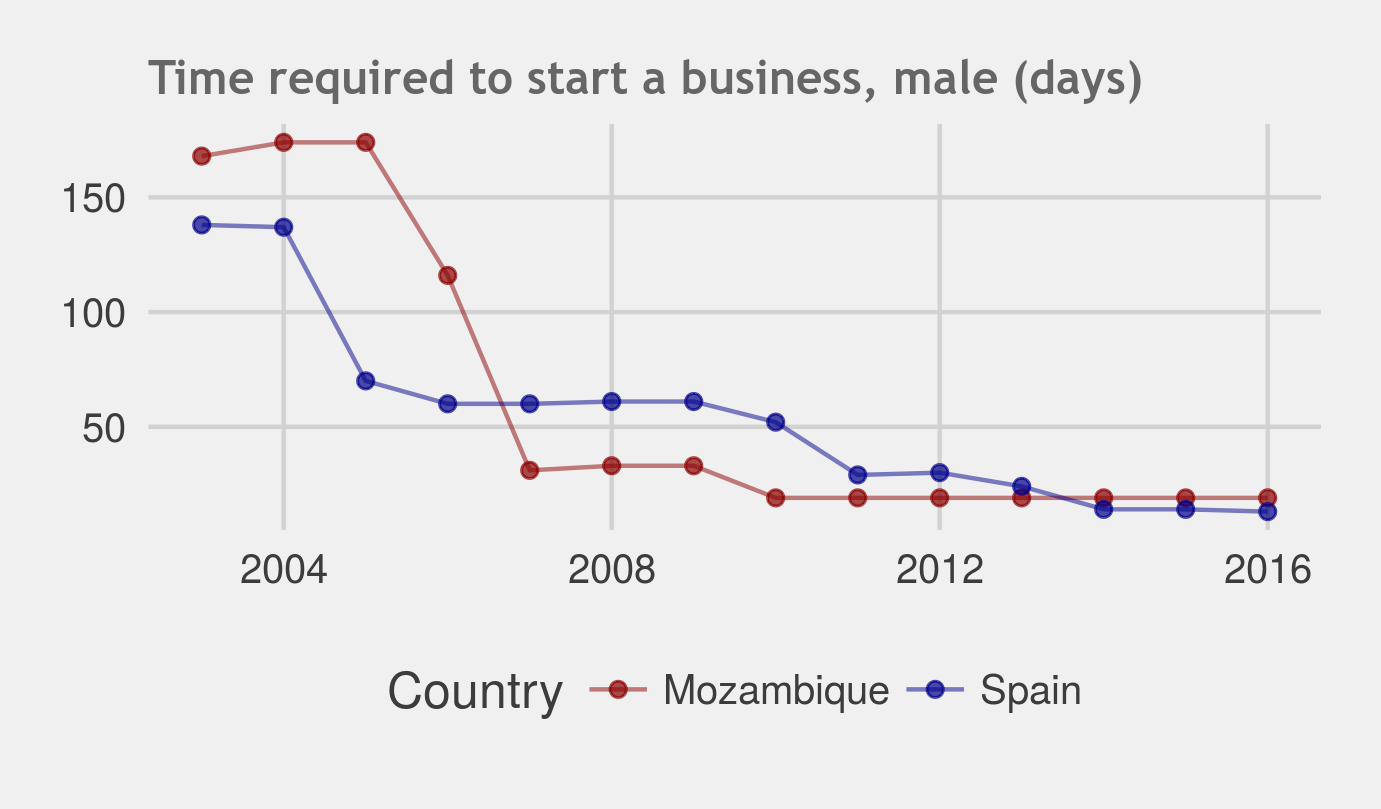 Time required to start a business, male (days)
150
100
50
2004 2008 2012 2016
Country Mozambique Spain